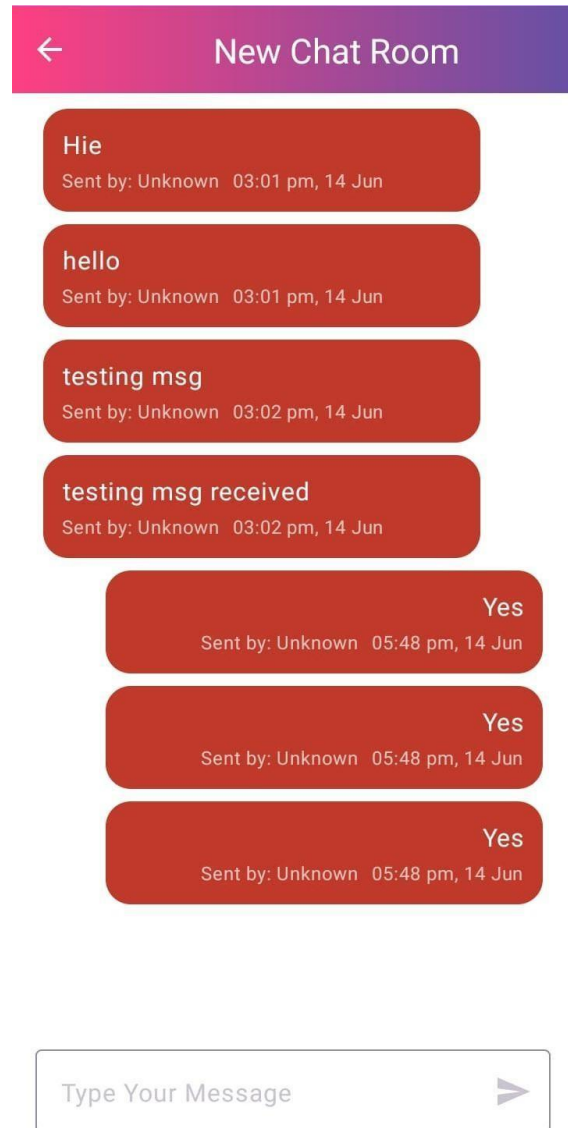 New Chat Room
Hie
Sent by: Unknown 03:01 pm, 14 Jun
hello
Sent by: Unknown 03:01 pm, 14 Jun
testing msg
Sent by: Unknown 03:02 pm, 14 Jun
testing msg received
Sent by: Unknown 03:02 pm, 14 Jun
Yes
Sent by: Unknown 05:48 pm, 14 Jun
Yes
Sent by: Unknown 05:48 pm, 14 Jun
Yes
Sent by: Unknown 05:48 pm, 14 Jun
Type Your Message